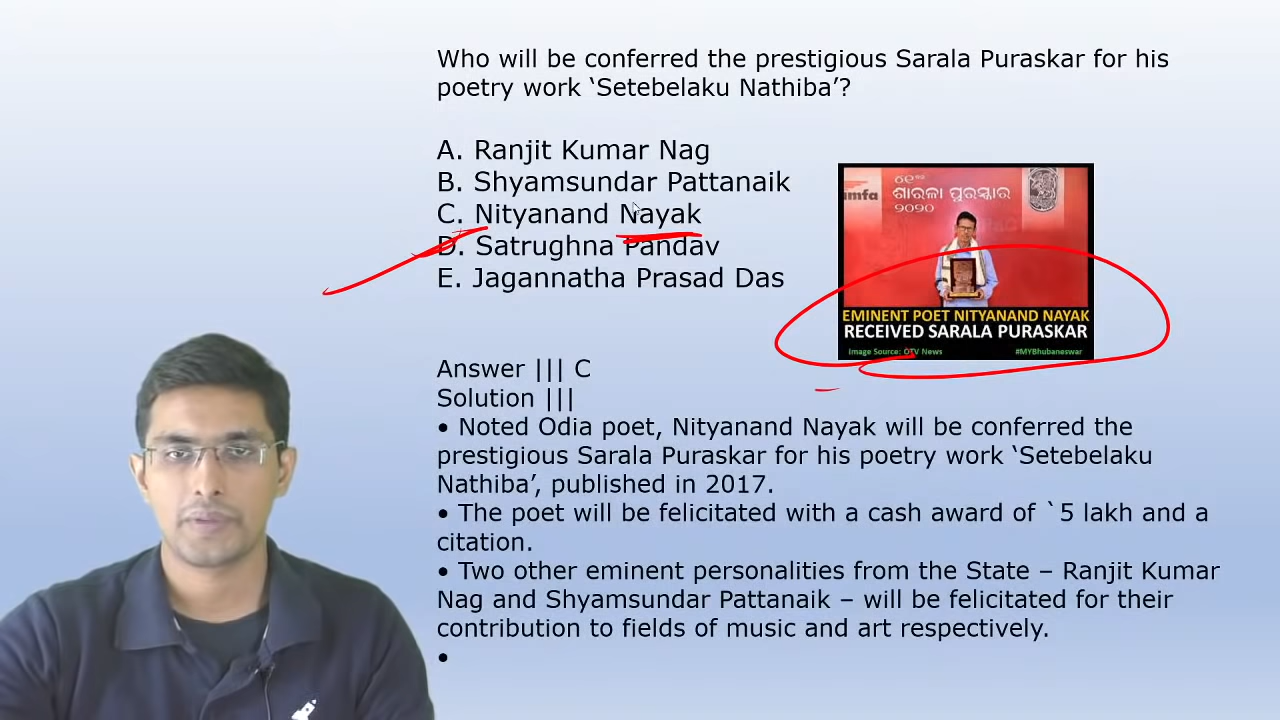 Who will be conferred the prestigious Sarala Puraskar for his
poetry work ‘Setebelaku Nathiba’?
A. Ranjit Kumar Nag
B. Shyamsundar Pattanaik
C. Nityanand Nayak
D. Satrughna Pandav
E. Jagannatha Prasad Das
imfa
୪୧ତମ
ଶାରଳା ପୁରସ୍କାର
୨୦୨୦
EMINENT POET NITYANAND NAYAK
RECEIVED SARALA PURASKAR
Image Source: OTV News #MYBhubaneswar
Answer ||| C
Solution |||
• Noted Odia poet, Nityanand Nayak will be conferred the
prestigious Sarala Puraskar for his poetry work ‘Setebelaku
Nathiba’, published in 2017.
• The poet will be felicitated with a cash award of `5 lakh and a
citation.
• Two other eminent personalities from the State – Ranjit Kumar
Nag and Shyamsundar Pattanaik – will be felicitated for their
contribution to fields of music and art respectively.
•